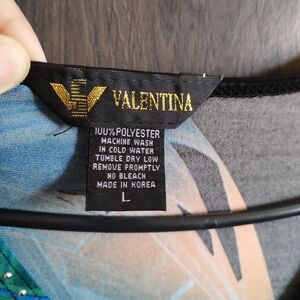 VALENTINA
100% POLYESTER
MACHINE WASH
IN COLD WATER
TUMBLE DRY LOW
REMOVE PROMPTLY
NO BLEACH
MADE IN KOREA
L